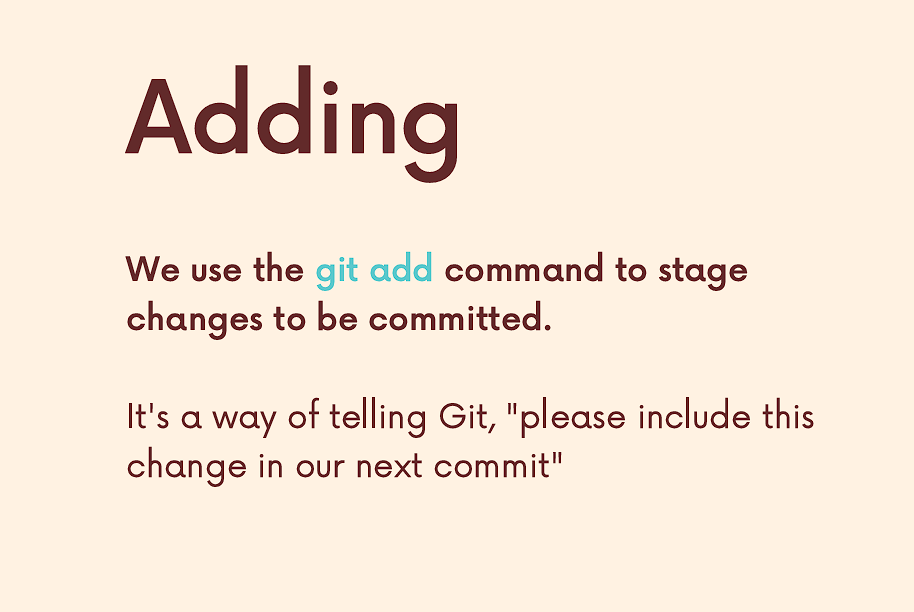 Adding
We use the git add command to stage
changes to be committed.
It's a way of telling Git, "please include this
change in our next commit"